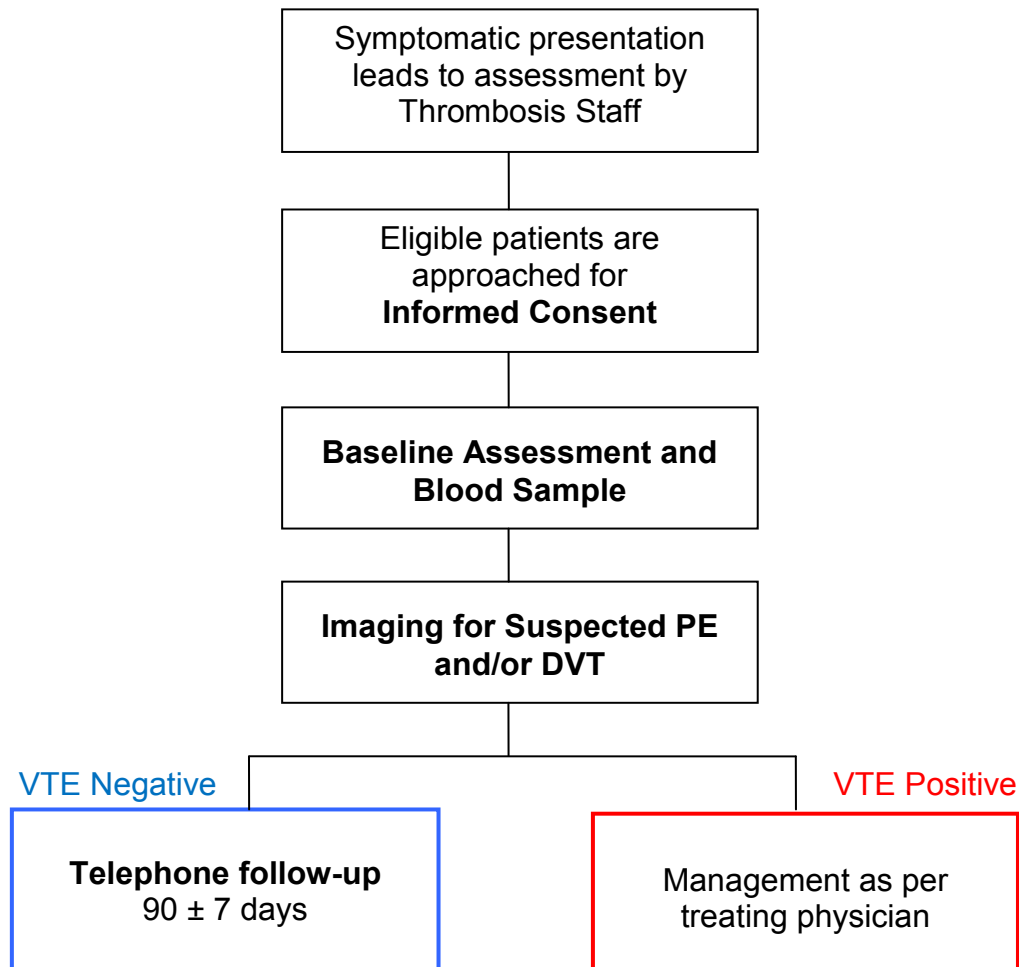 Symptomatic presentation
leads to assessment by
Thrombosis Staff
Eligible patients are
approached for
Informed Consent
Baseline Assessment and
Blood Sample
Imaging for Suspected PE
and/or DVT
VTE Negative
VTE Positive
Telephone follow-up
90 ± 7 days
Management as per
treating physician